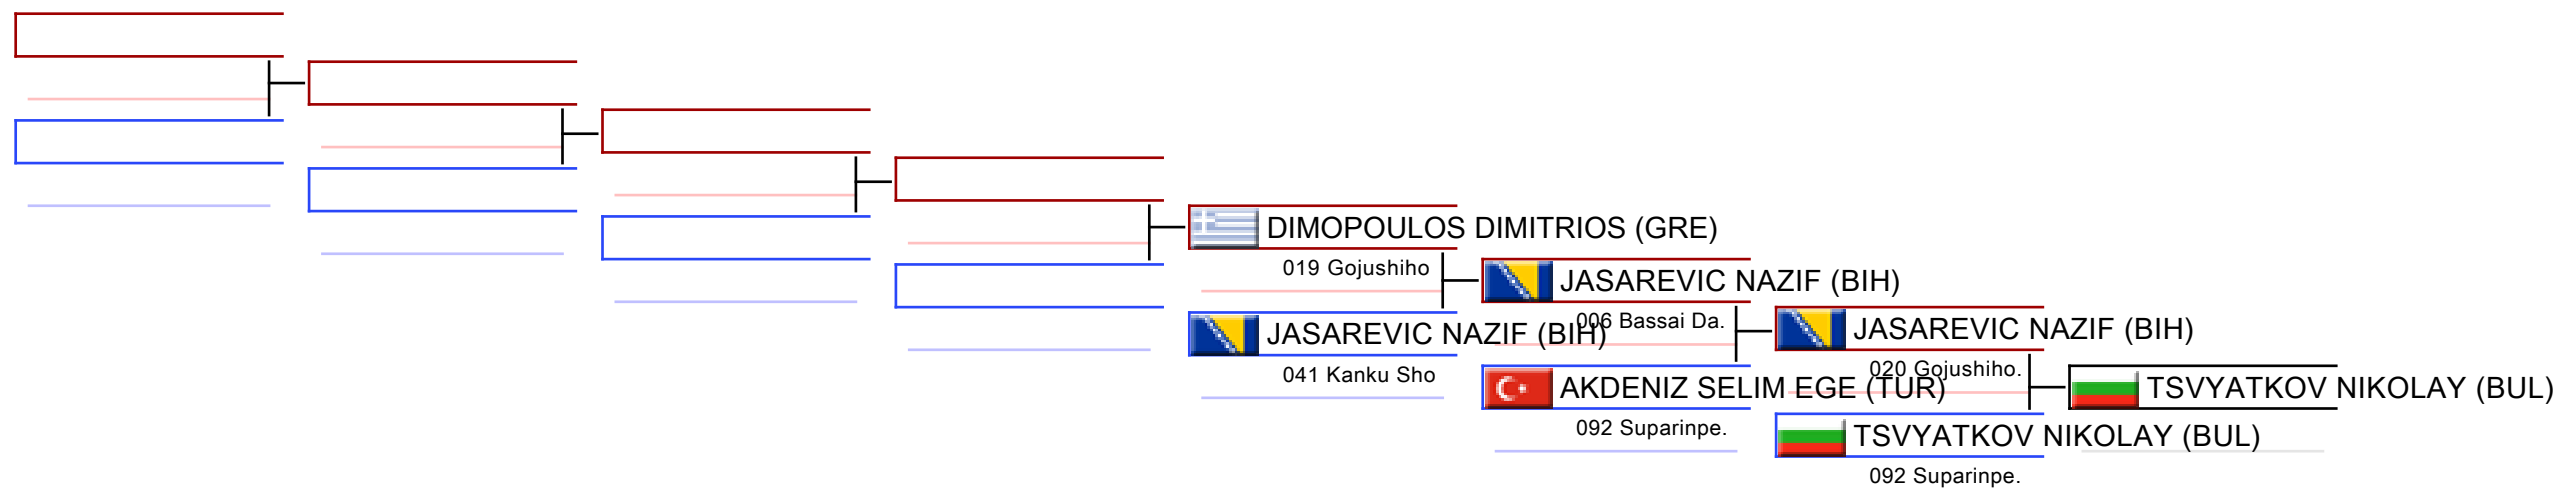 DIMOPOULOS DIMITRIOS (GRE)
019 Gojushiho
JASAREVIC NAZIF (BIH)
041 Kanku Sho
JASAREVIC NAZIF (BIH)
006 Bassai Da.
AKDENIZ SELIM EGE (TUR)
092 Suparinpe.
JASAREVIC NAZIF (BIH)
020 Gojushiho.
TSVYATKOV NIKOLAY (BUL)
092 Suparinpe.
TSVYATKOV NIKOLAY (BUL)